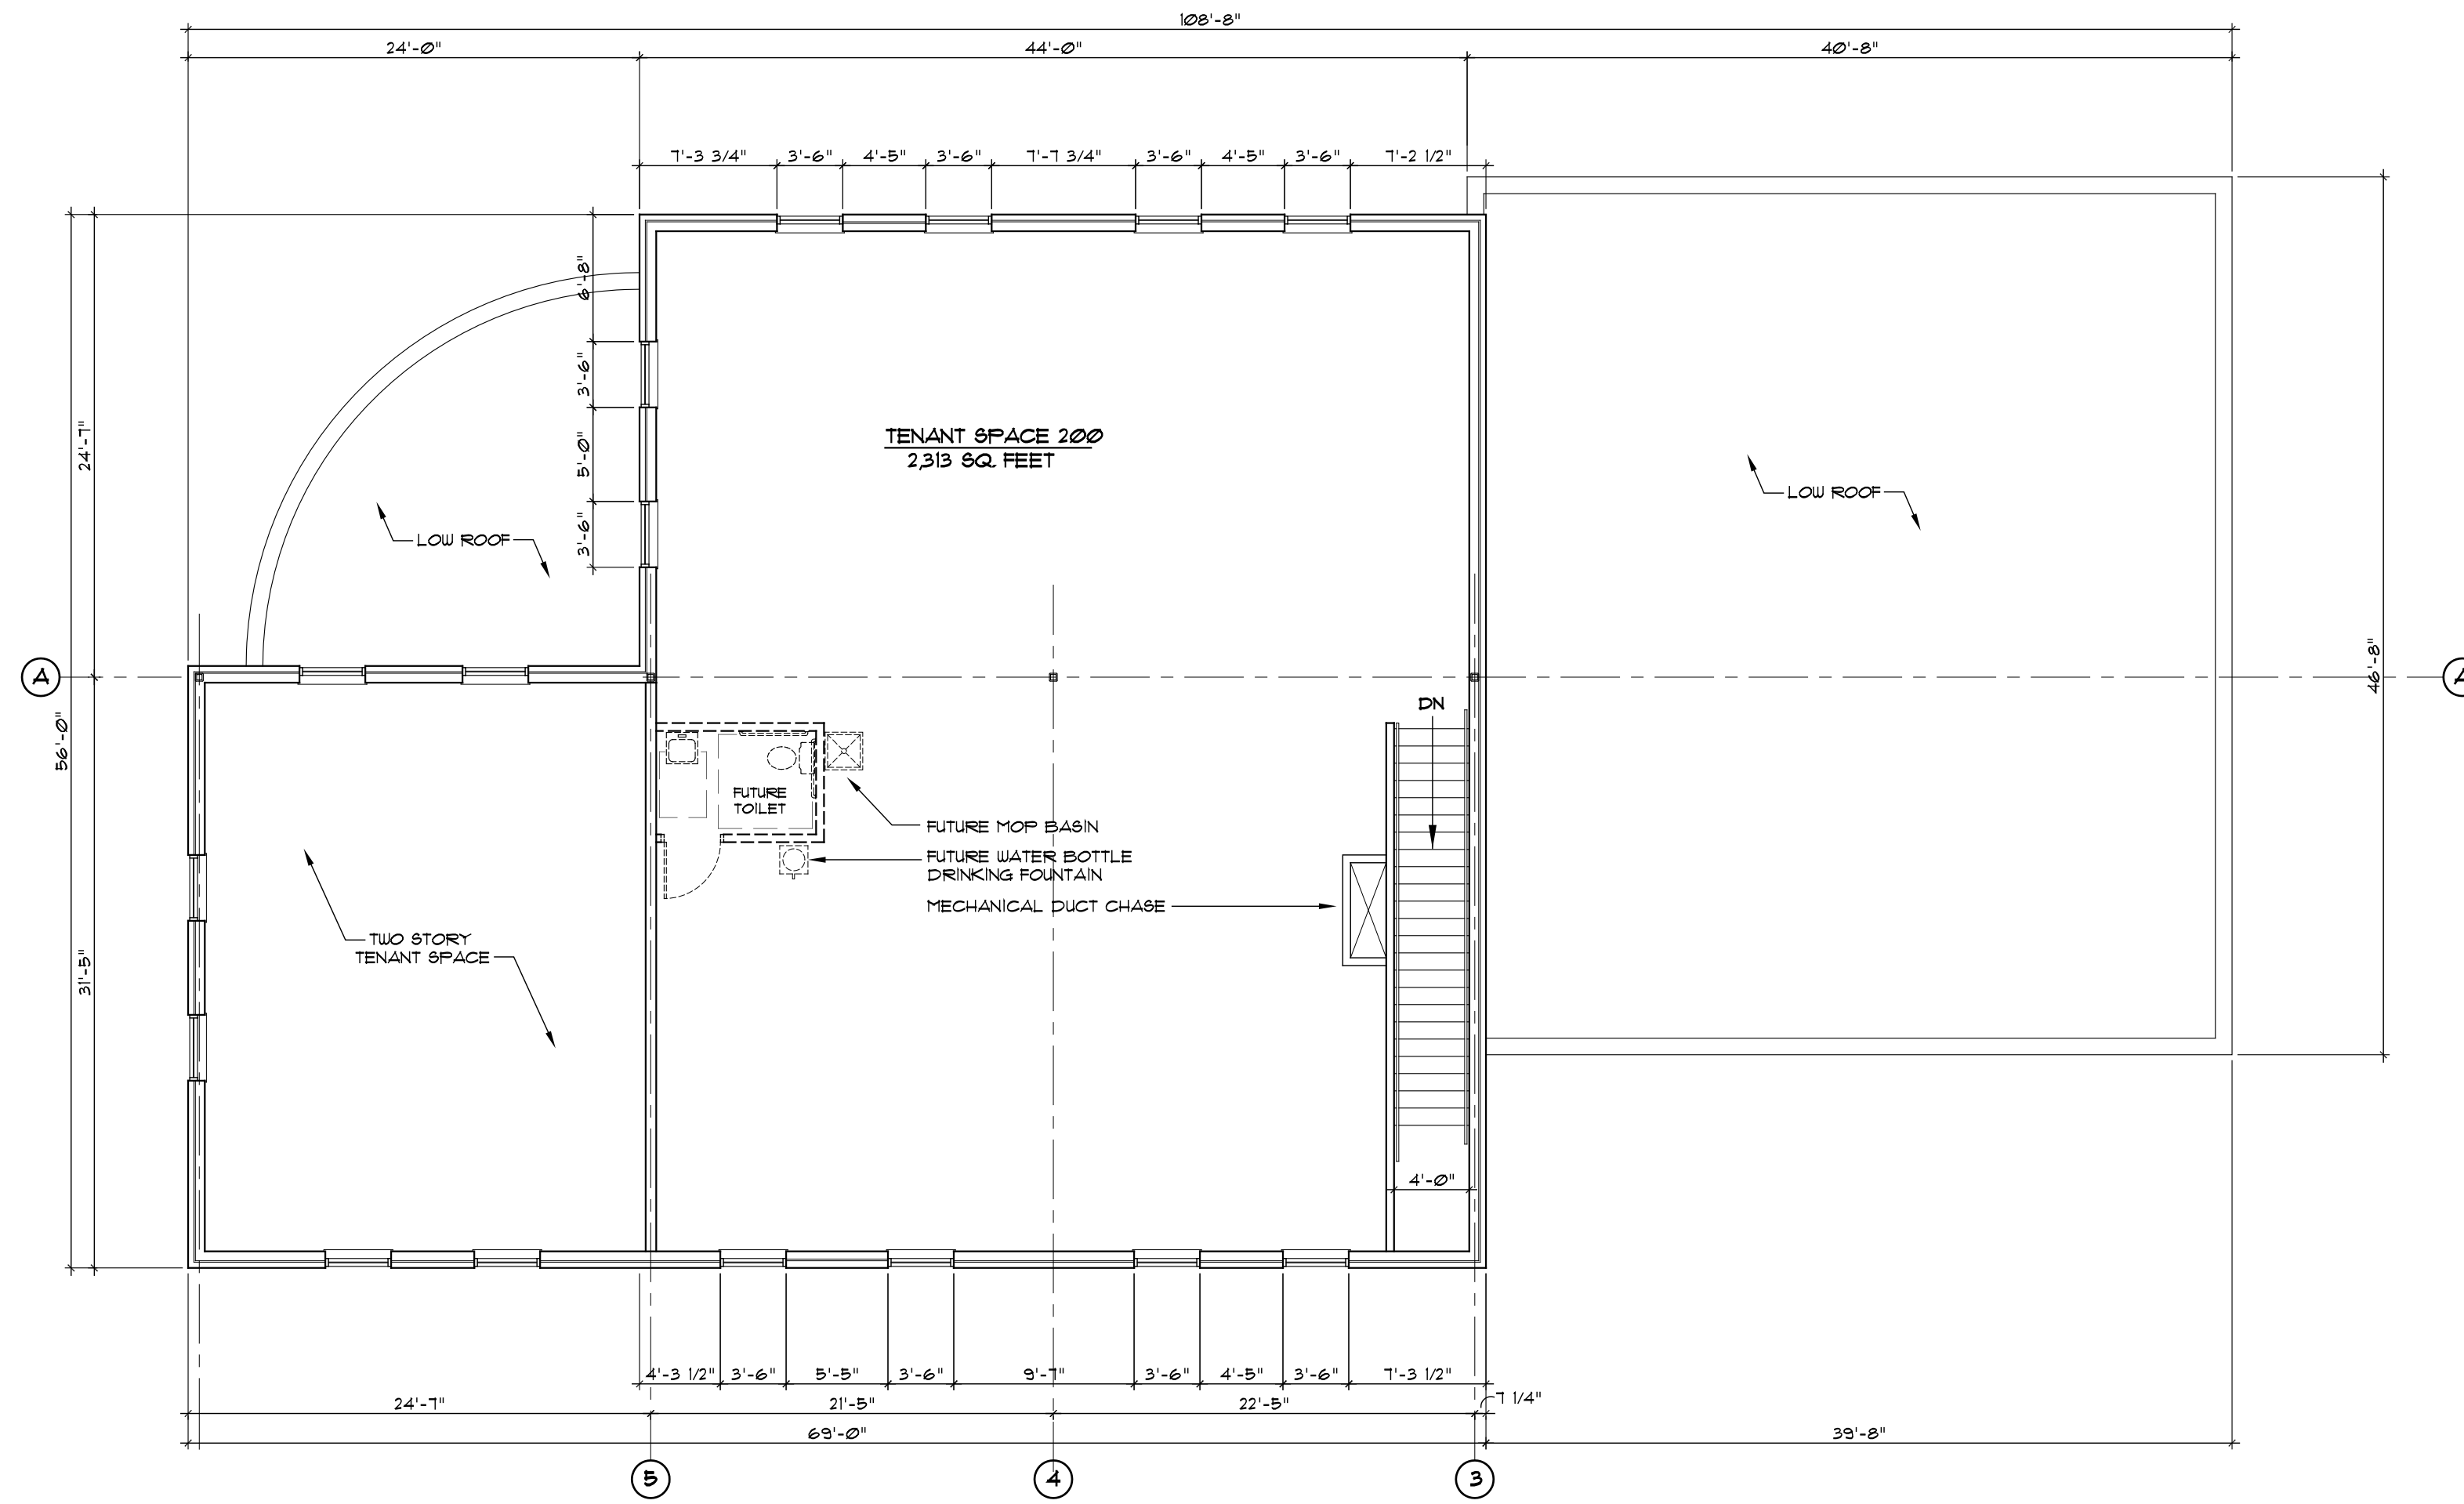 108'-8"
24'-0" 44'-0" 40'-8"
7'-3 3/4" 3'-6" 4'-5" 3'-6" 7'-7 3/4" 3'-6" 4'-5" 3'-6" 7'-2 1/2"
6'-8"
3'-6"
5'-0"
3'-6"
24'-7"
56'-0"
31'-5"
46'-8"
TENANT SPACE 200
2,313 SQ. FEET
LOW ROOF
LOW ROOF
A
A
DN
FUTURE
TOILET
FUTURE MOP BASIN
FUTURE WATER BOTTLE
DRINKING FOUNTAIN
MECHANICAL DUCT CHASE
TWO STORY
TENANT SPACE
4'-0"
4'-3 1/2" 3'-6" 5'-5" 3'-6" 9'-7" 3'-6" 4'-5" 3'-6" 7'-3 1/2"
24'-7" 21'-5" 22'-5" 7 1/4"
69'-0" 39'-8"
5 4 3